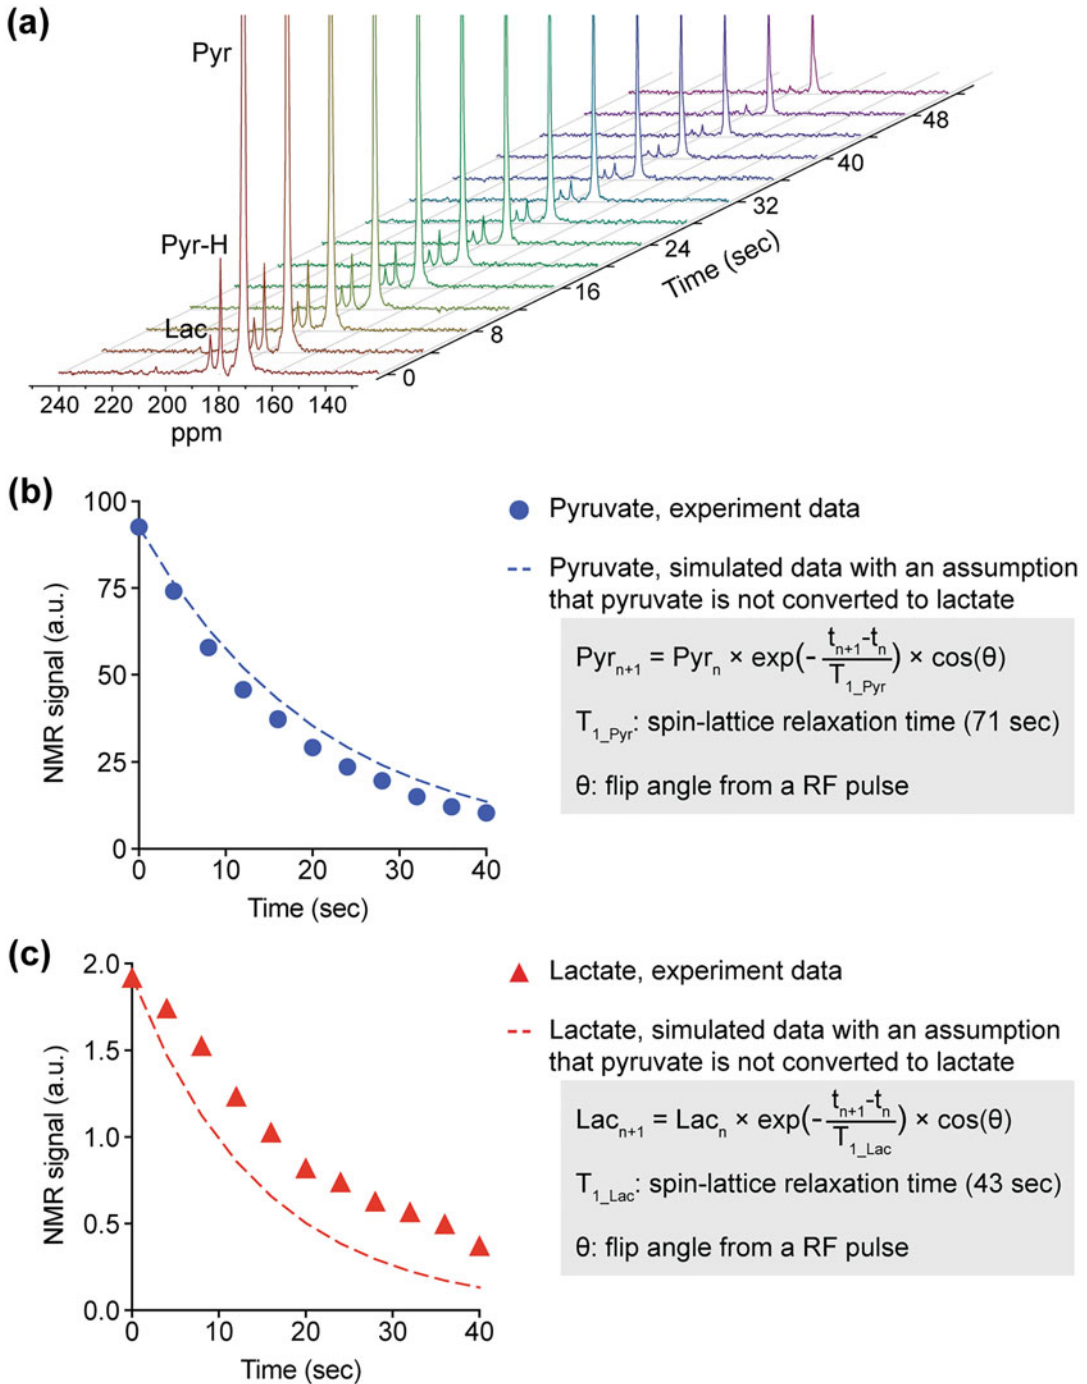 (a)
Pyr
Pyr-H
Lac
240 220 200 180 160 140
ppm
0
8
16
24
32
40
48
Time (sec)
(b)
100
75
50
25
0
NMR signal (a.u.)
0 10 20 30 40
Time (sec)
Pyruvate, experiment data
Pyruvate, simulated data with an assumption
that pyruvate is not converted to lactate
Pyrₙ₊₁ = Pyrₙ × exp(-(tₙ₊₁-tₙ)/T₁_Pyr) × cos(θ)
T₁_Pyr: spin-lattice relaxation time (71 sec)
θ: flip angle from a RF pulse
(c)
2.0
1.5
1.0
0.5
0.0
NMR signal (a.u.)
0 10 20 30 40
Time (sec)
Lactate, experiment data
Lactate, simulated data with an assumption
that pyruvate is not converted to lactate
Lacₙ₊₁ = Lacₙ × exp(-(tₙ₊₁-tₙ)/T₁_Lac) × cos(θ)
T₁_Lac: spin-lattice relaxation time (43 sec)
θ: flip angle from a RF pulse